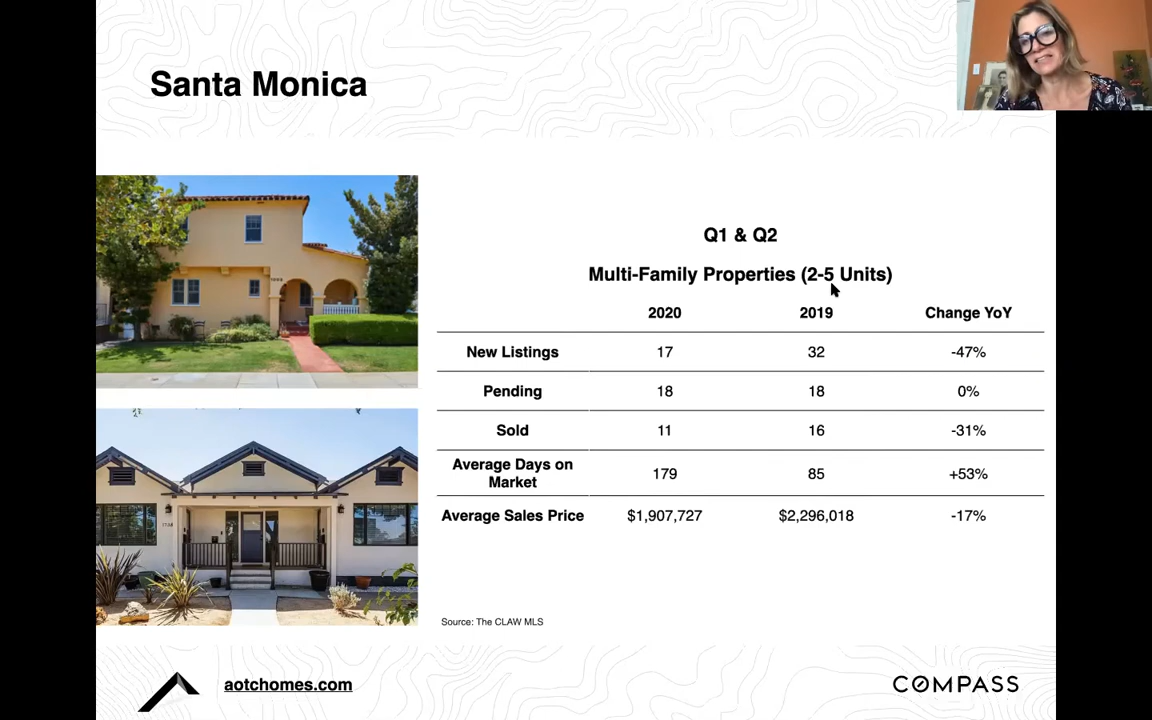 Santa Monica
Q1 & Q2
Multi-Family Properties (2-5 Units)
2020 2019 Change YoY
New Listings 17 32 -47%
Pending 18 18 0%
Sold 11 16 -31%
Average Days on
Market 179 85 +53%
Average Sales Price $1,907,727 $2,296,018 -17%
Source: The CLAW MLS
aotchomes.com
COMPASS